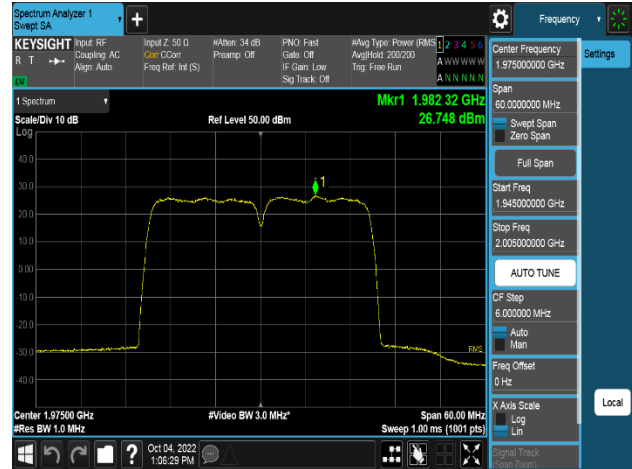 Spectrum Analyzer 1
Swept SA
Frequency
KEYSIGHT
R T
LXI
Input: RF
Coupling: AC
Align: Auto
Input Z: 50 Ω
Corr CCorr
Freq Ref: Int (S)
#Atten: 34 dB
Preamp: Off
PNO: Fast
Gate: Off
IF Gain: Low
Sig Track: Off
#Avg Type: Power (RMS)
Avg|Hold: 200/200
Trig: Free Run
1 2 3 4 5 6
A W W W W W
A N N N N N
1 Spectrum
Mkr1 1.982 32 GHz
26.748 dBm
Scale/Div 10 dB
Ref Level 50.00 dBm
Log
40.0
30.0
1
20.0
10.0
0.00
-10.0
-20.0
-30.0
RMS
-40.0
Center 1.97500 GHz
#Video BW 3.0 MHz*
Span 60.00 MHz
#Res BW 1.0 MHz
Sweep 1.00 ms (1001 pts)
?
Oct 04, 2022
1:06:29 PM
Center Frequency
1.975000000 GHz
Settings
Span
60.0000000 MHz
Swept Span
Zero Span
Full Span
Start Freq
1.945000000 GHz
Stop Freq
2.005000000 GHz
AUTO TUNE
CF Step
6.000000 MHz
Auto
Man
Freq Offset
0 Hz
X Axis Scale
Log
Lin
Local
Signal Track
(Span Zoom)